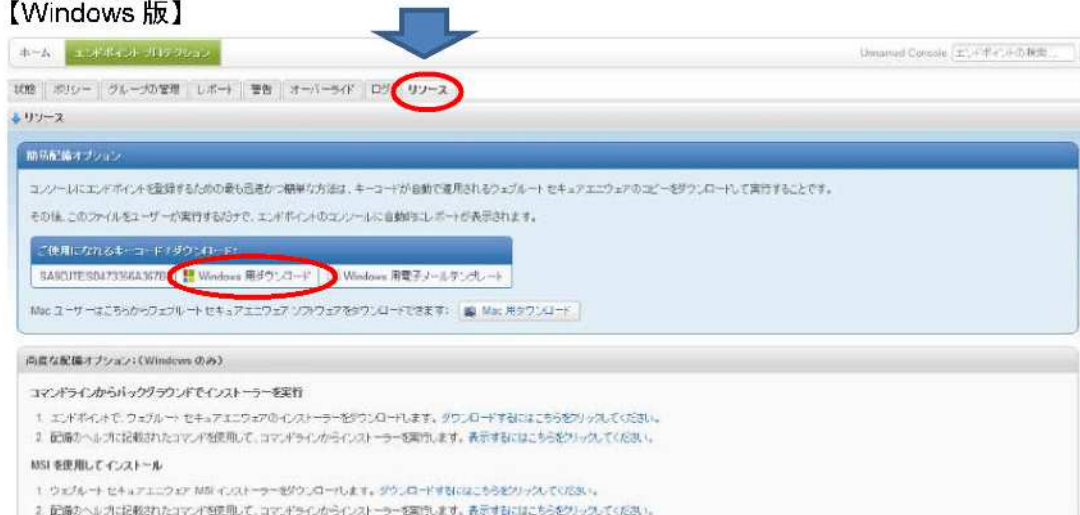 【Windows 版】
ホーム
エンドポイント プロテクション
Unnamed Console
エンドポイントの検索...
状態 ポリシー グループの管理 レポート 警告 オーバーライド ログ リソース
リソース
簡易配備オプション
コンソールにエンドポイントを登録するための最も迅速かつ簡単な方法は、キーコードが自動で適用されるウェブルート セキュアエニウェアのコピーをダウンロードして実行することです。
その後、このファイルをユーザーが実行するだけで、エンドポイントのコンソールに自動的にレポートが表示されます。
ご使用になれるキーコード / ダウンロード:
Windows 用ダウンロード
Windows 用電子メールテンプレート
Mac ユーザーはこちらからウェブルート セキュアエニウェア ソフトウェアをダウンロードできます:
Mac 用ダウンロード
高度な配備オプション:(Windows のみ)
コマンドラインからバックグラウンドでインストーラーを実行
1. エンドポイントで、ウェブルート セキュアエニウェアのインストーラーをダウンロードします。ダウンロードするにはこちらをクリックしてください。
2. 配備のヘルプに記載されたコマンドを使用して、コマンドラインからインストーラーを実行します。表示するにはこちらをクリックしてください。
MSI を使用してインストール
1. ウェブルート セキュアエニウェア MSI インストーラーをダウンロードします。ダウンロードするにはこちらをクリックしてください。
2. 配備のヘルプに記載されたコマンドを使用して、コマンドラインからインストーラーを実行します。表示するにはこちらをクリックしてください。